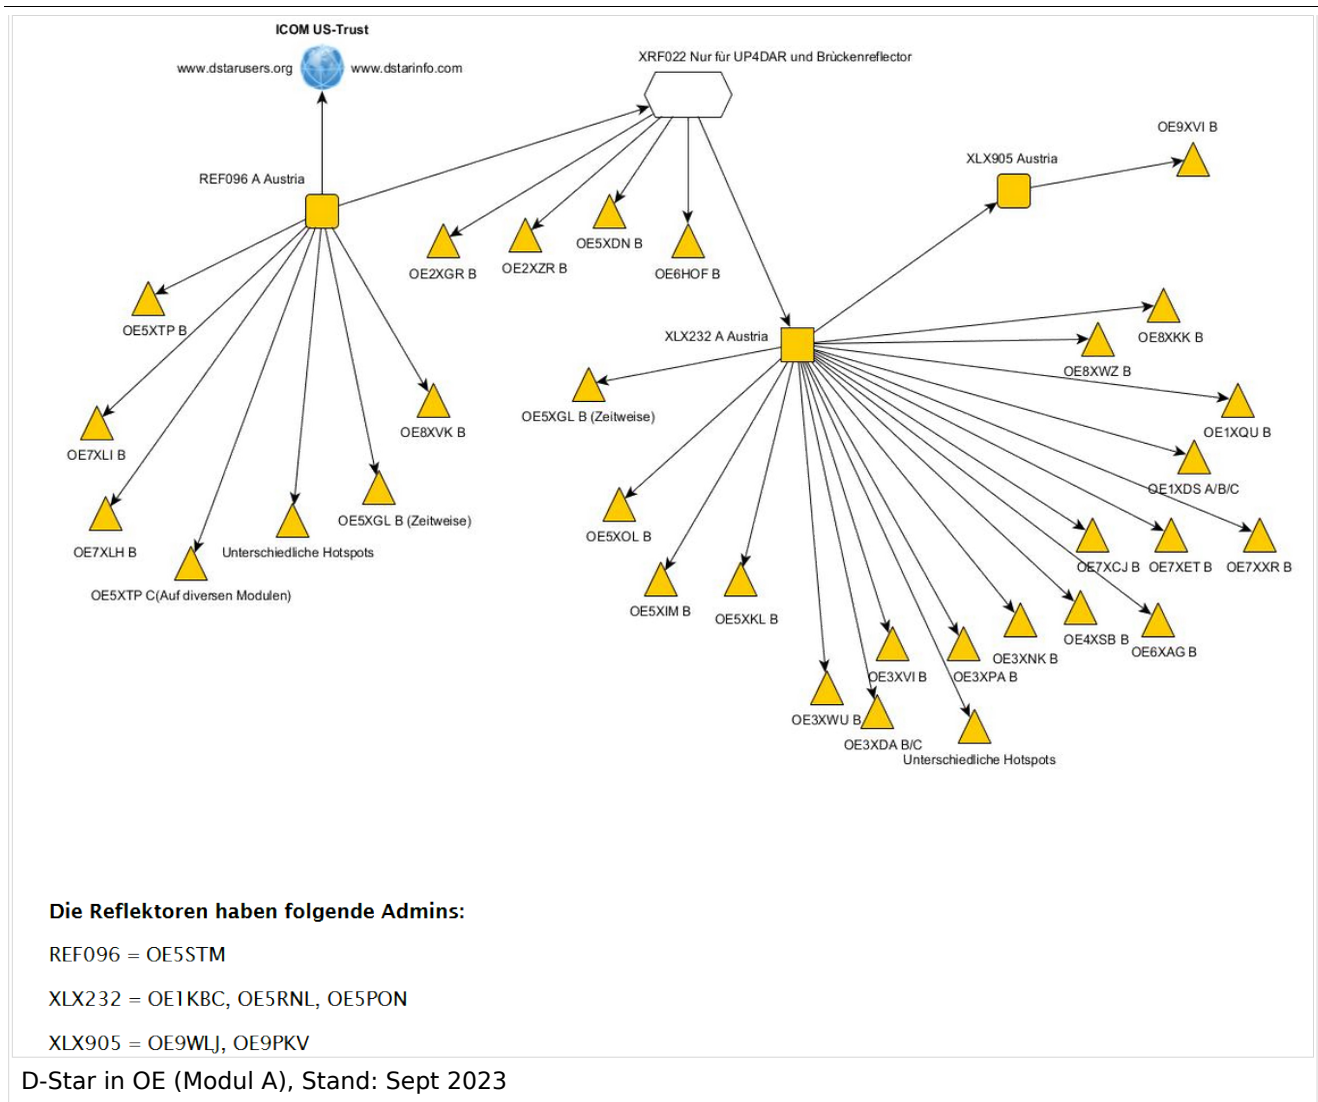 ICOM US-Trust
www.dstarusers.org
www.dstarinfo.com
XRF022 Nur für UP4DAR und Brückenreflector
OE9XVI B
XLX905 Austria
REF096 A Austria
OE5XDN B
OE2XZR B
OE2XGR B
OE6HOF B
OE5XTP B
XLX232 A Austria
OE8XKK B
OE8XWZ B
OE5XGL B (Zeitweise)
OE8XVK B
OE1XQU B
OE7XLI B
OE1XDS A/B/C
OE5XGL B (Zeitweise)
OE5XOL B
OE7XLH B
Unterschiedliche Hotspots
OE7XCJ B
OE7XET B
OE7XXR B
OE5XTP C(Auf diversen Modulen)
OE5XIM B
OE5XKL B
OE4XSB B
OE6XAG B
OE3XNK B
OE3XVI B
OE3XPA B
OE3XWU B
OE3XDA B/C
Unterschiedliche Hotspots
Die Reflektoren haben folgende Admins:
REF096 = OE5STM
XLX232 = OE1KBC, OE5RNL, OE5PON
XLX905 = OE9WLJ, OE9PKV
D-Star in OE (Modul A), Stand: Sept 2023